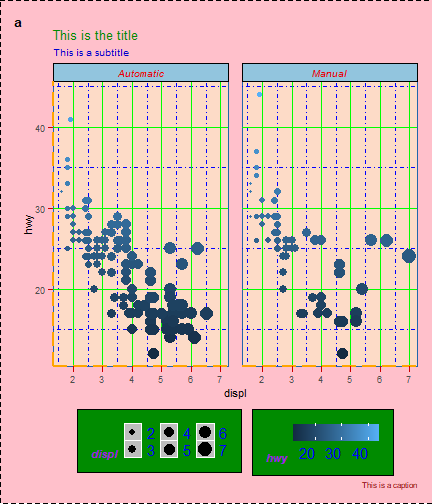 a
This is the title
This is a subtitle
Automatic
Manual
hwy
40
30
20
2 3 4 5 6 7
2 3 4 5 6 7
displ
displ
2 4 6
3 5 7
hwy
20 30 40
This is a caption